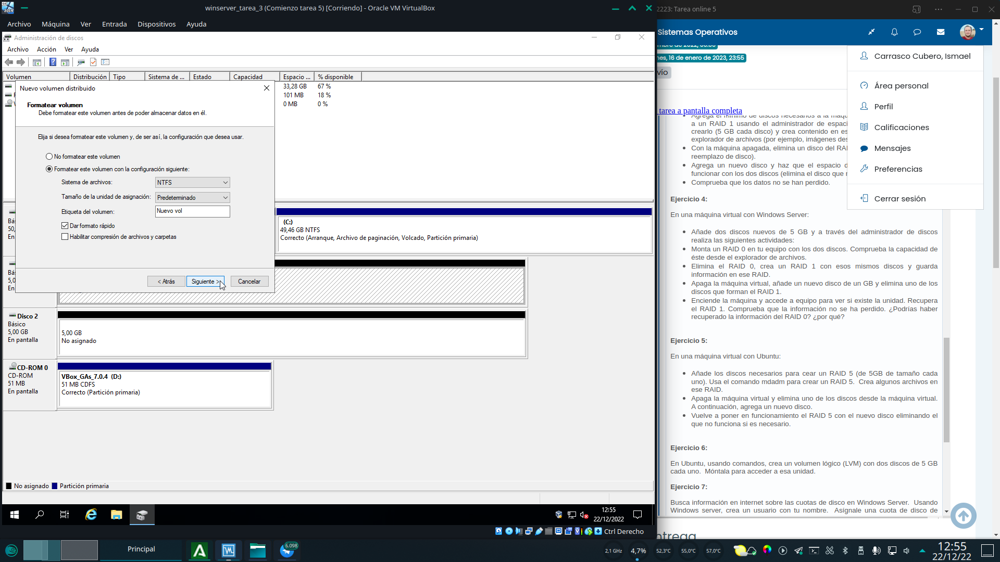 winserver_tarea_3 (Comienzo tarea 5) [Corriendo] - Oracle VM VirtualBox
Archivo Máquina Ver Entrada Dispositivos Ayuda
Administración de discos
Archivo Acción Ver Ayuda
Volumen Distribución Tipo Sistema de ... Estado Capacidad Espacio ... % disponible
33,28 GB 67 %
101 MB 18 %
0 MB 0 %
Nuevo volumen distribuido
Formatear volumen
Debe formatear este volumen antes de poder almacenar datos en él.
Elija si desea formatear este volumen y, de ser así, la configuración que desea usar.
No formatear este volumen
Formatear este volumen con la configuración siguiente:
Sistema de archivos: NTFS
Tamaño de la unidad de asignación: Predeterminado
Etiqueta del volumen: Nuevo vol
Dar formato rápido
Habilitar compresión de archivos y carpetas
< Atrás Siguiente > Cancelar
(C:)
49,46 GB NTFS
Correcto (Arranque, Archivo de paginación, Volcado, Partición primaria)
Bá
50,
En
Bá
5,0
En
Disco 2
Básico
5,00 GB
En pantalla
5,00 GB
No asignado
CD-ROM 0
CD-ROM
51 MB
En pantalla
VBox_GAs_7.0.4 (D:)
51 MB CDFS
Correcto (Partición primaria)
No asignado Partición primaria
12:55
22/12/2022
Ctrl Derecho
2223: Tarea online 5
Sistemas Operativos
nes, 16 de enero de 2023, 23:55
vío
tarea a pantalla completa
Carrasco Cubero, Ismael
Área personal
Perfil
Calificaciones
Mensajes
Preferencias
Cerrar sesión
Agrega el mínimo de discos necesarios a la máqu
a un RAID 1 usando el administrador de espaci
crearlo (5 GB cada disco) y crea contenido en es
explorador de archivos (por ejemplo, imágenes des
Con la máquina apagada, elimina un disco del RAI
reemplazo de disco).
Agrega un nuevo disco y haz que el espacio d
funcionar con los dos discos (elimina el disco que
Comprueba que los datos no se han perdido.
Ejercicio 4:
En una máquina virtual con Windows Server:
Añade dos discos nuevos de 5 GB y a través del administrador de discos
realiza las siguientes actividades:
Monta un RAID 0 en tu equipo con los dos discos. Comprueba la capacidad de
éste desde el explorador de archivos.
Elimina el RAID 0, crea un RAID 1 con esos mismos discos y guarda
información en ese RAID.
Apaga la máquina virtual, añade un nuevo disco de un GB y elimina uno de los
discos que forman el RAID 1.
Enciende la máquina y accede a equipo para ver si existe la unidad. Recupera
el RAID 1. Comprueba que la información no se ha perdido. ¿Podrías haber
recuperado la información del RAID 0? ¿por qué?
Ejercicio 5:
En una máquina virtual con Ubuntu:
Añade los discos necesarios para cear un RAID 5 (de 5GB de tamaño cada
uno). Usa el comando mdadm para crear un RAID 5. Crea algunos archivos en
ese RAID.
Apaga la máquina virtual y elimina uno de los discos desde la máquina virtual.
A continuación, agrega un nuevo disco.
Vuelve a poner en funcionamiento el RAID 5 con el nuevo disco eliminando el
que no funciona si es necesario.
Ejercicio 6:
En Ubuntu, usando comandos, crea un volumen lógico (LVM) con dos discos de 5 GB
cada uno. Móntala para acceder a esa unidad.
Ejercicio 7:
Busca información en internet sobre las cuotas de disco en Windows Server. Usando
Windows server, crea un usuario con tu nombre. Asígnale una cuota de disco de
ntrega
Principal
6.098
2,1 GHz 4,7% 52,3°C 55,0°C 57,0°C
12:55
22/12/22